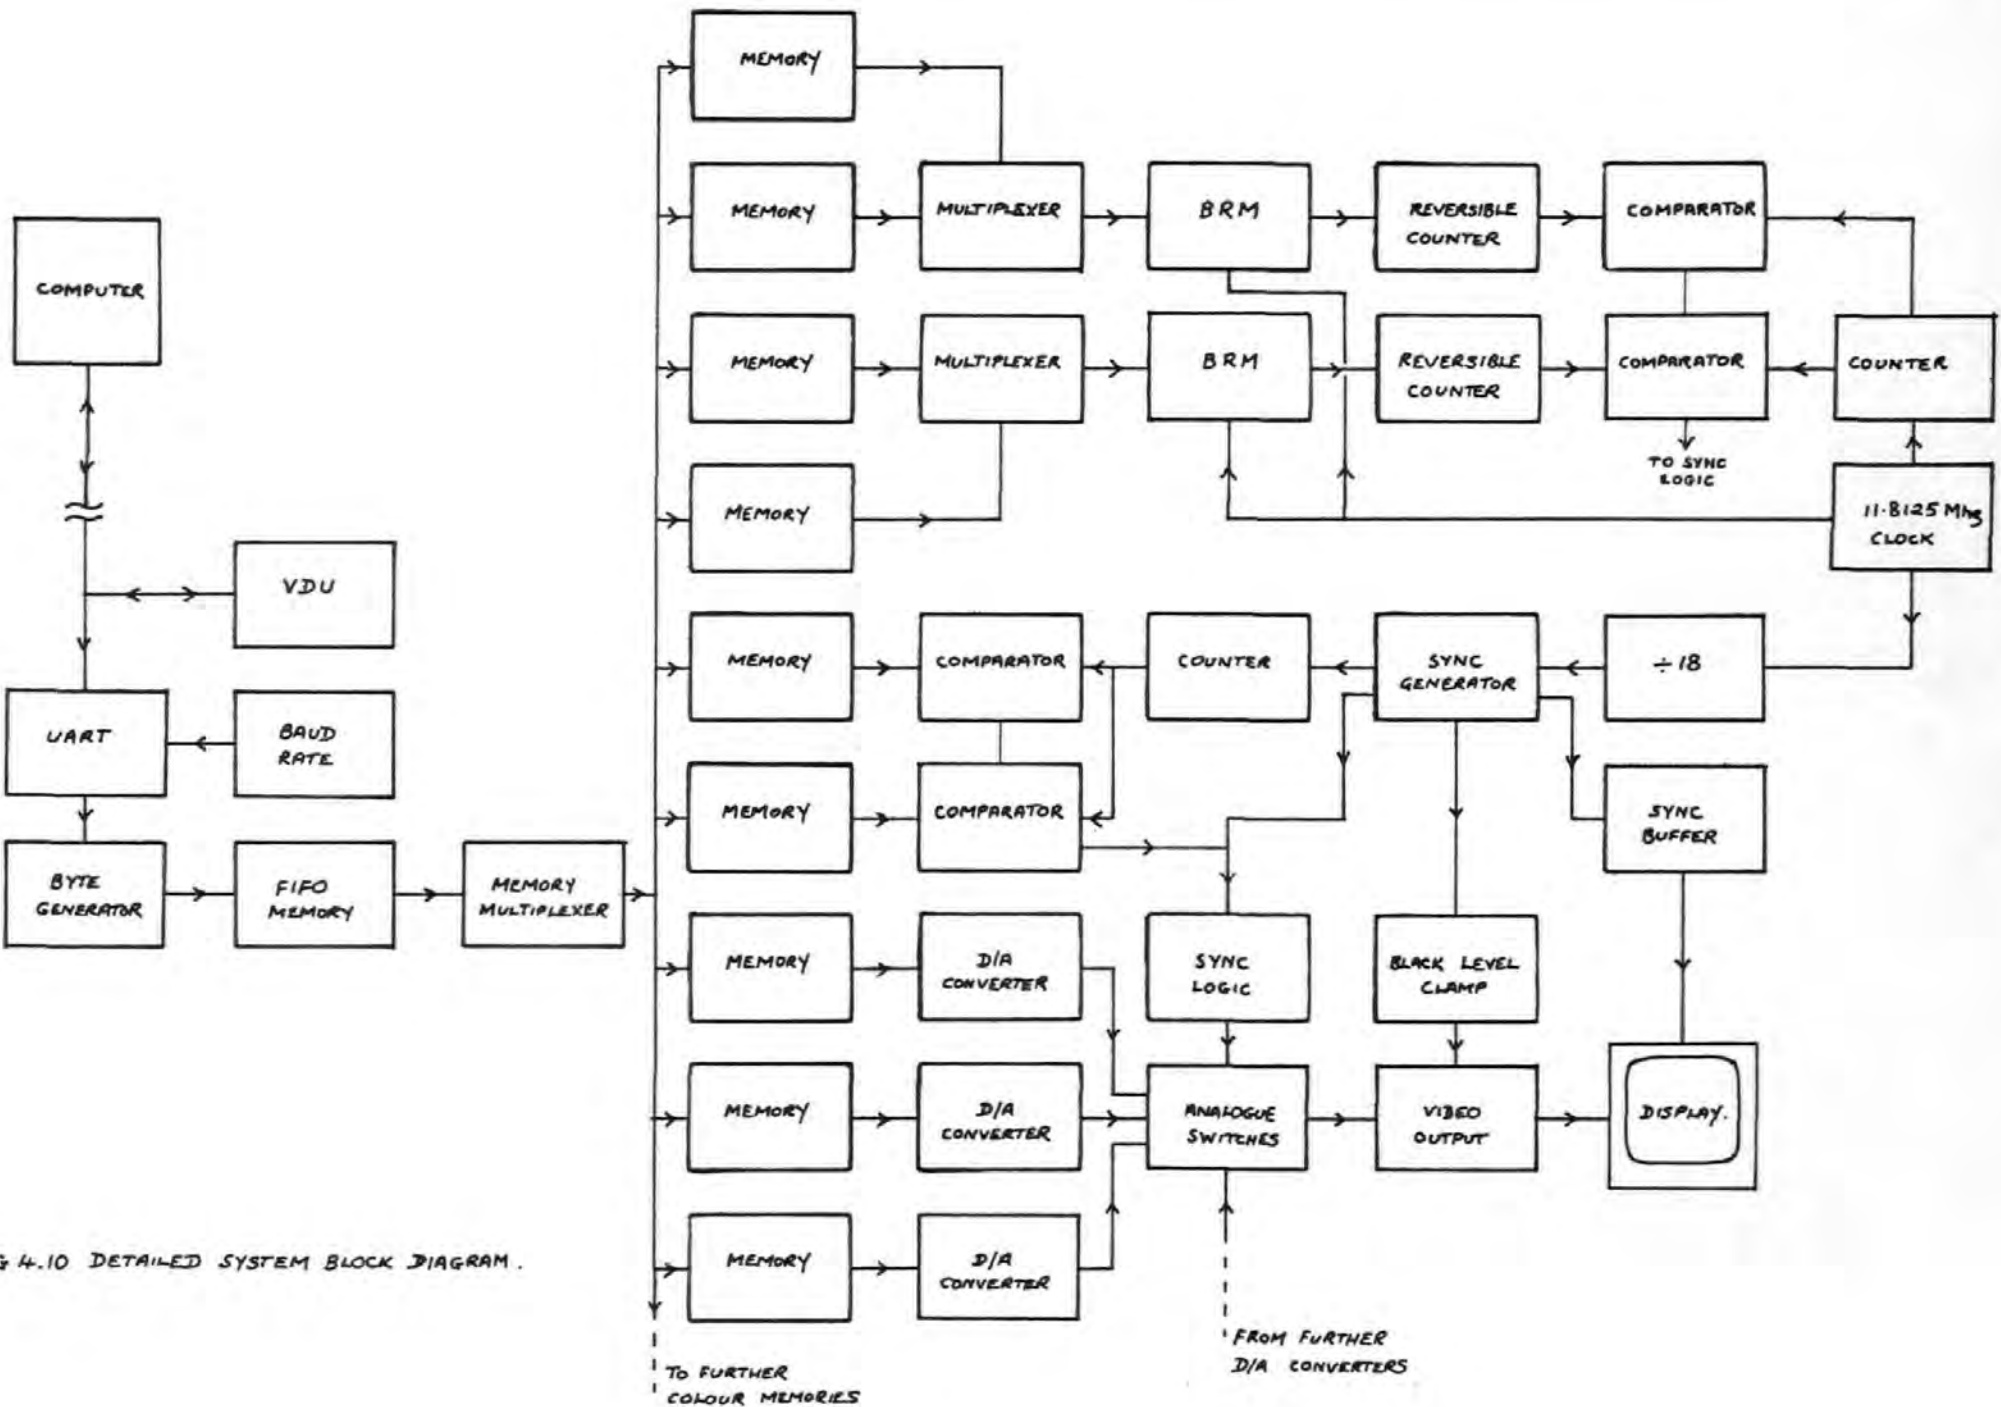 MEMORY
MEMORY
MULTIPLEXER
BRM
REVERSIBLE
COUNTER
COMPARATOR
COMPUTER
MEMORY
MULTIPLEXER
BRM
REVERSIBLE
COUNTER
COMPARATOR
COUNTER
TO SYNC
LOGIC
MEMORY
11.8125 Mhz
CLOCK
VDU
MEMORY
COMPARATOR
COUNTER
SYNC
GENERATOR
÷18
UART
BAUD
RATE
MEMORY
COMPARATOR
SYNC
BUFFER
BYTE
GENERATOR
FIFO
MEMORY
MEMORY
MULTIPLEXER
MEMORY
D/A
CONVERTER
SYNC
LOGIC
BLACK LEVEL
CLAMP
MEMORY
D/A
CONVERTER
ANALOGUE
SWITCHES
VIDEO
OUTPUT
DISPLAY.
MEMORY
D/A
CONVERTER
G 4.10 DETAILED SYSTEM BLOCK DIAGRAM.
TO FURTHER
COLOUR MEMORIES
FROM FURTHER
D/A CONVERTERS